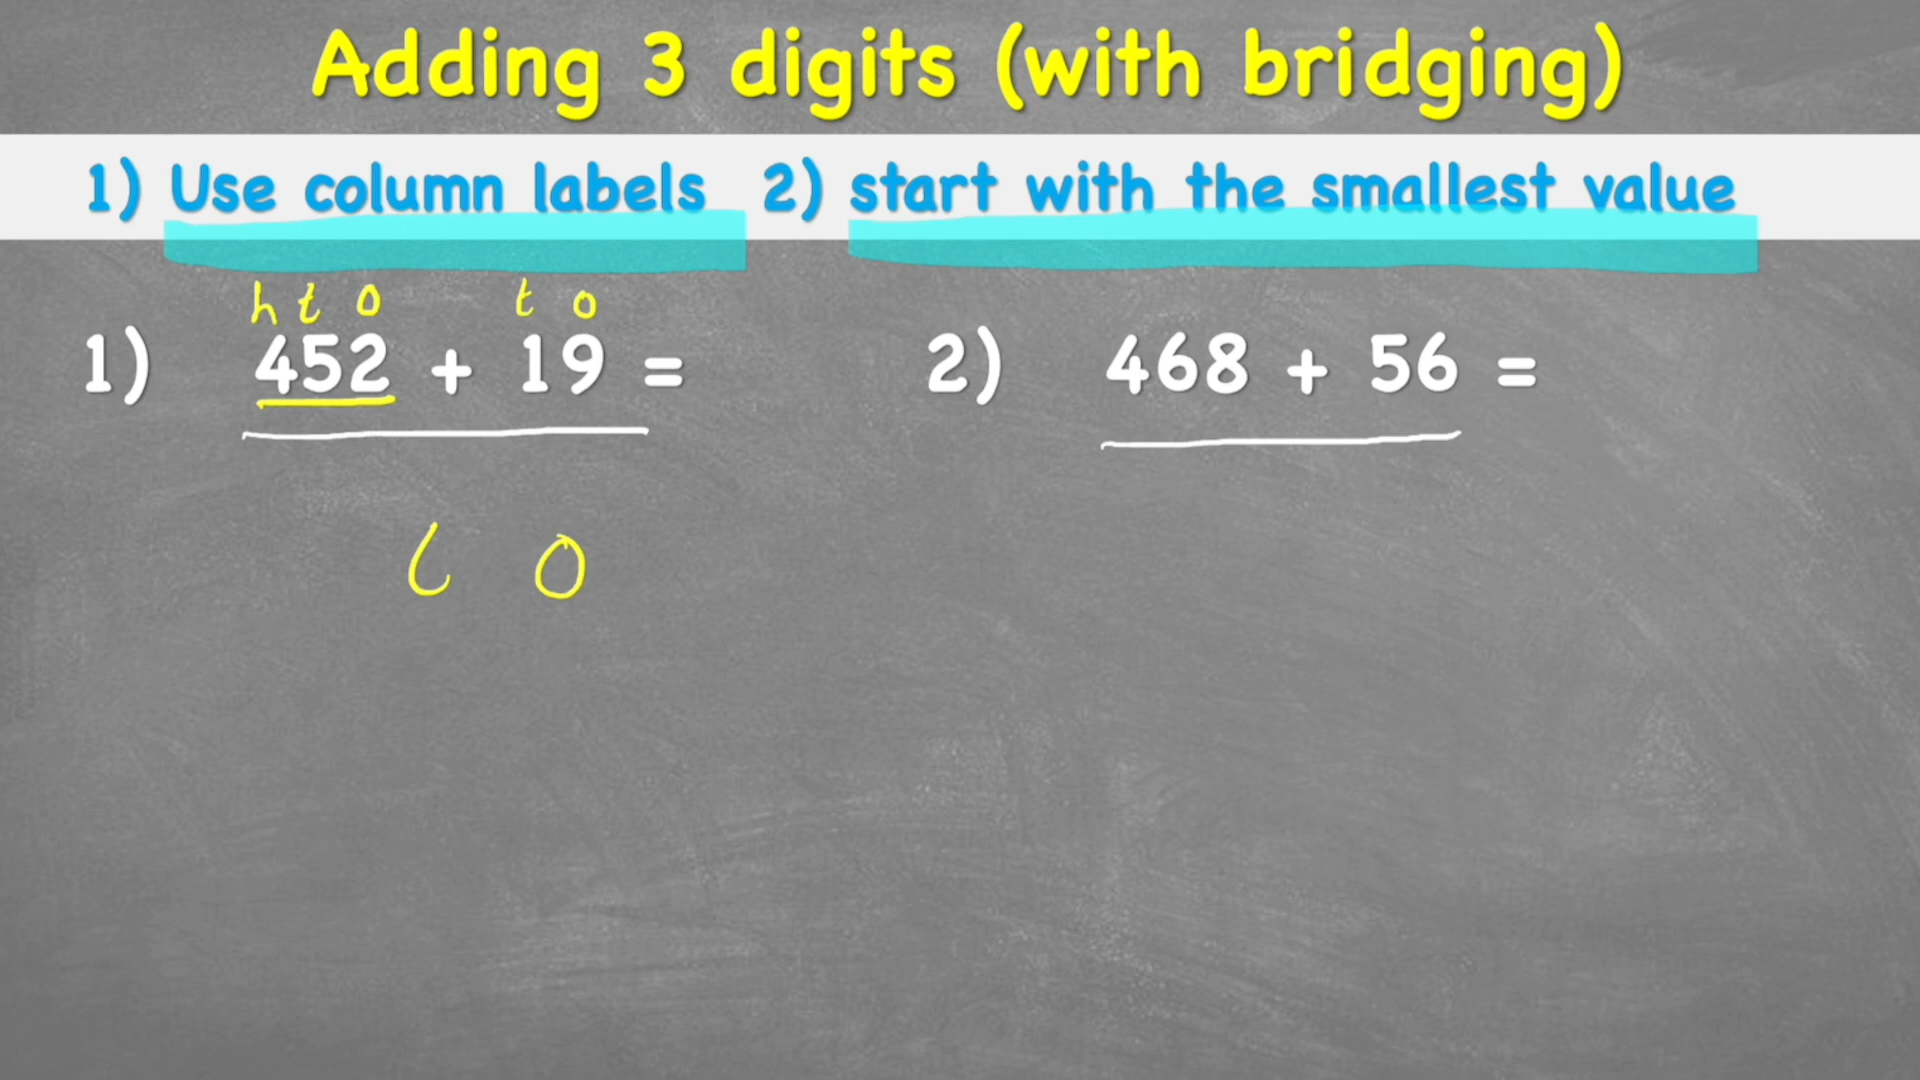 Adding 3 digits (with bridging)
1) Use column labels 2) start with the smallest value
h t o t o
1) 452 + 19 = 2) 468 + 56 =
o